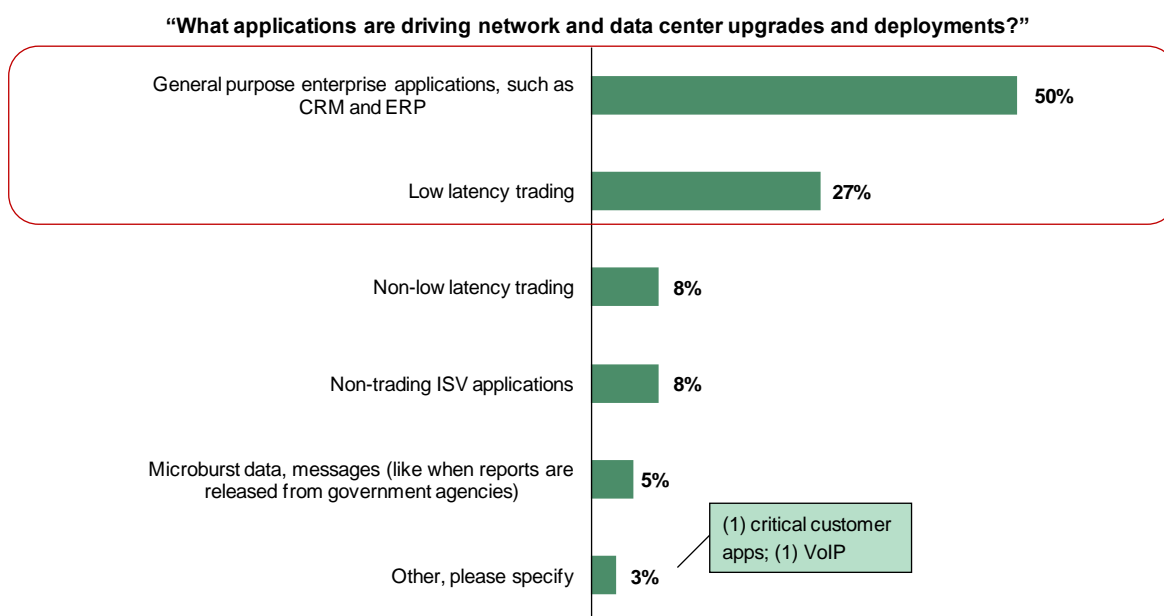 “What applications are driving network and data center upgrades and deployments?”
General purpose enterprise applications, such as
CRM and ERP
50%
Low latency trading
27%
Non-low latency trading
8%
Non-trading ISV applications
8%
Microburst data, messages (like when reports are
released from government agencies)
5%
(1) critical customer
apps; (1) VoIP
Other, please specify
3%